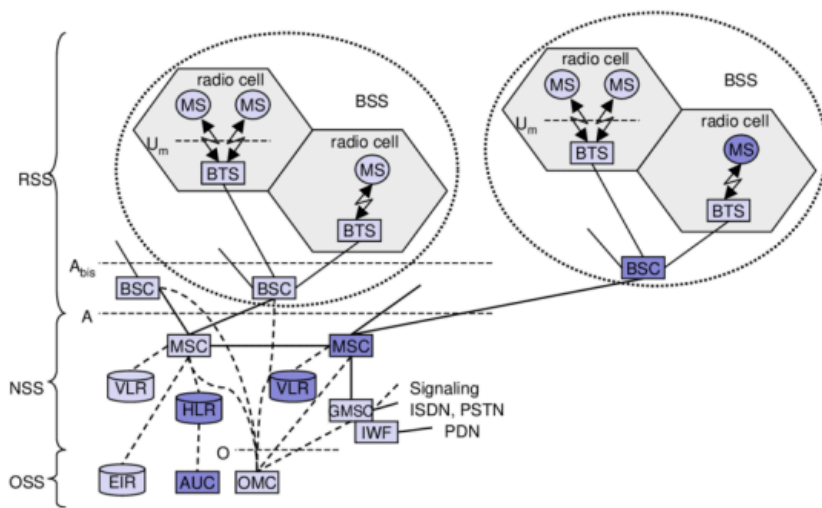 radio cell
MS
MS
BSS
Um
radio cell
BTS
MS
BTS
radio cell
MS
MS
BSS
Um
radio cell
BTS
MS
BTS
RSS
Abis
BSC
BSC
BSC
A
MSC
MSC
NSS
VLR
HLR
VLR
Signaling
GMSC
ISDN, PSTN
IWF
PDN
O
OSS
EIR
AUC
OMC